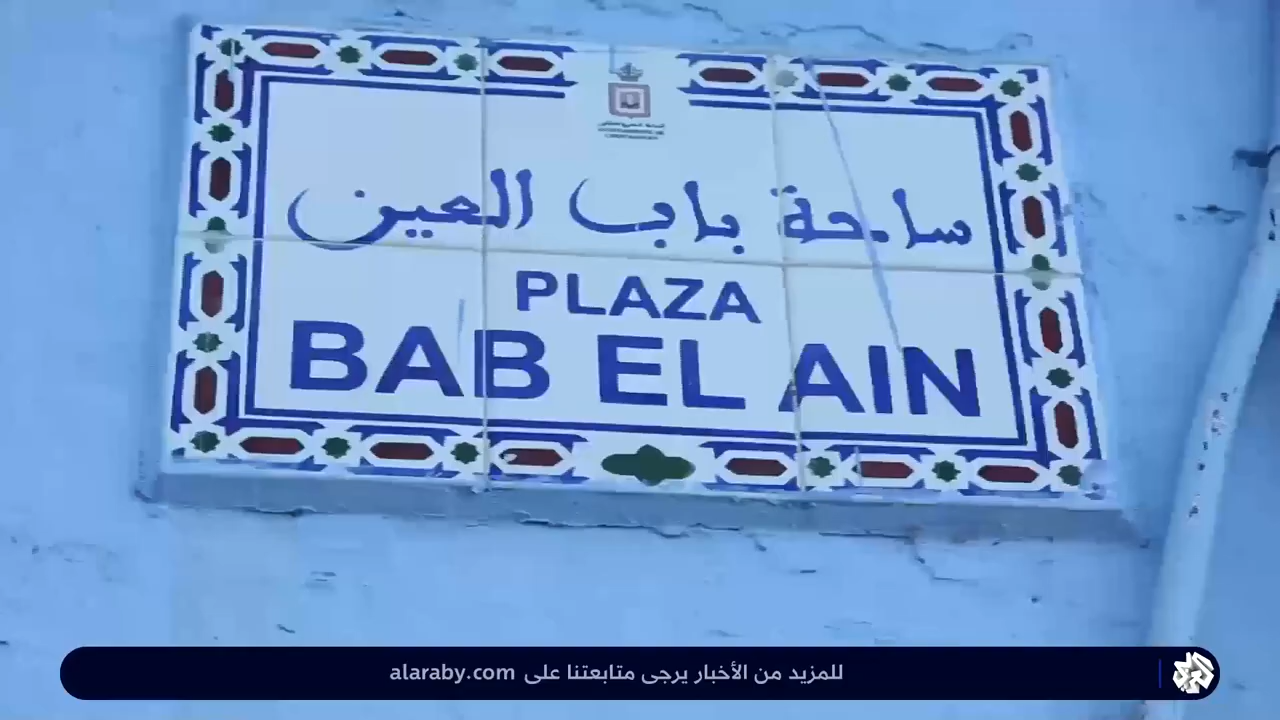 ساحة باب العين
PLAZA
BAB EL AIN
للمزيد من الأخبار يرجى متابعتنا على alaraby.com